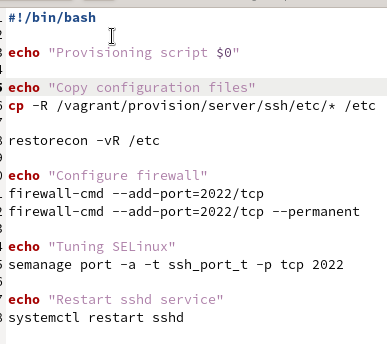 #!/bin/bash
echo "Provisioning script $0"
echo "Copy configuration files"
cp -R /vagrant/provision/server/ssh/etc/* /etc
restorecon -vR /etc
echo "Configure firewall"
firewall-cmd --add-port=2022/tcp
firewall-cmd --add-port=2022/tcp --permanent
echo "Tuning SELinux"
semanage port -a -t ssh_port_t -p tcp 2022
echo "Restart sshd service"
systemctl restart sshd